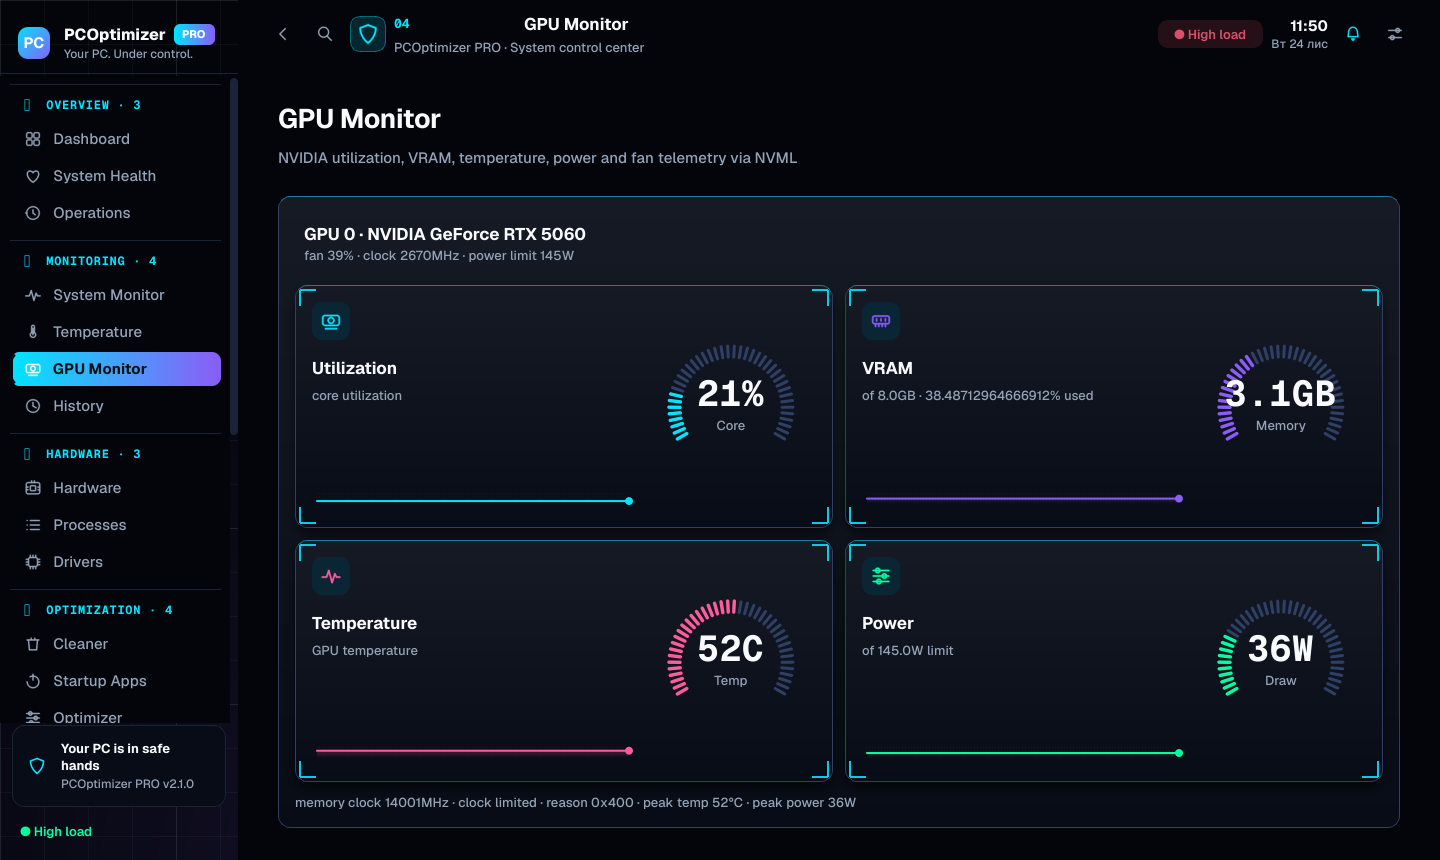 PC
PCOptimizer PRO
Your PC. Under control.
OVERVIEW · 3
Dashboard
System Health
Operations
MONITORING · 4
System Monitor
Temperature
GPU Monitor
History
HARDWARE · 3
Hardware
Processes
Drivers
OPTIMIZATION · 4
Cleaner
Startup Apps
Optimizer
Your PC is in safe
hands
PCOptimizer PRO v2.1.0
High load
04
GPU Monitor
PCOptimizer PRO · System control center
High load
11:50
Вт 24 лис
GPU Monitor
NVIDIA utilization, VRAM, temperature, power and fan telemetry via NVML
GPU 0 · NVIDIA GeForce RTX 5060
fan 39% · clock 2670MHz · power limit 145W
Utilization
core utilization
21%
Core
VRAM
of 8.0GB · 38.48712964666912% used
3.1GB
Memory
Temperature
GPU temperature
52C
Temp
Power
of 145.0W limit
36W
Draw
memory clock 14001MHz · clock limited · reason 0x400 · peak temp 52°C · peak power 36W